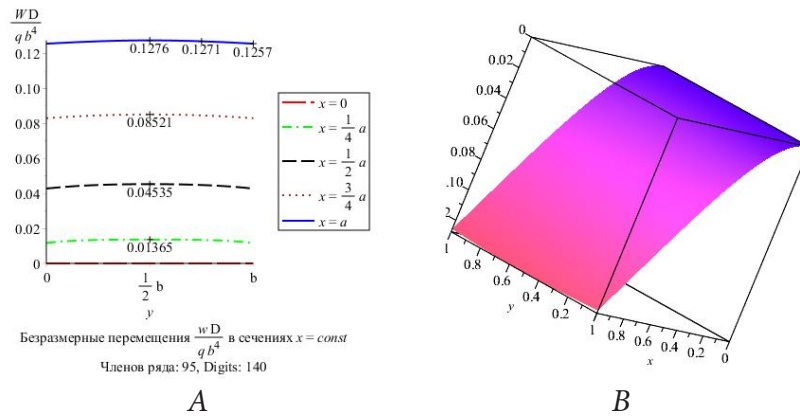 WD
q b⁴
0.12
0.10
0.08
0.06
0.04
0.02
0
0.1276 0.1271 0.1257
0.08521
0.04535
0.01365
0 1/2 b b
y
x = 0
x = 1/4 a
x = 1/2 a
x = 3/4 a
x = a
Безразмерные перемещения w D / q b⁴ в сечениях x = const
Членов ряда: 95, Digits: 140
A
0
0.02
0.04
0.06
0.08
.10
2
1 0.8 0.6 0.4 0.2
y
1 0.8 0.6 0.4 0.2 0
x
B